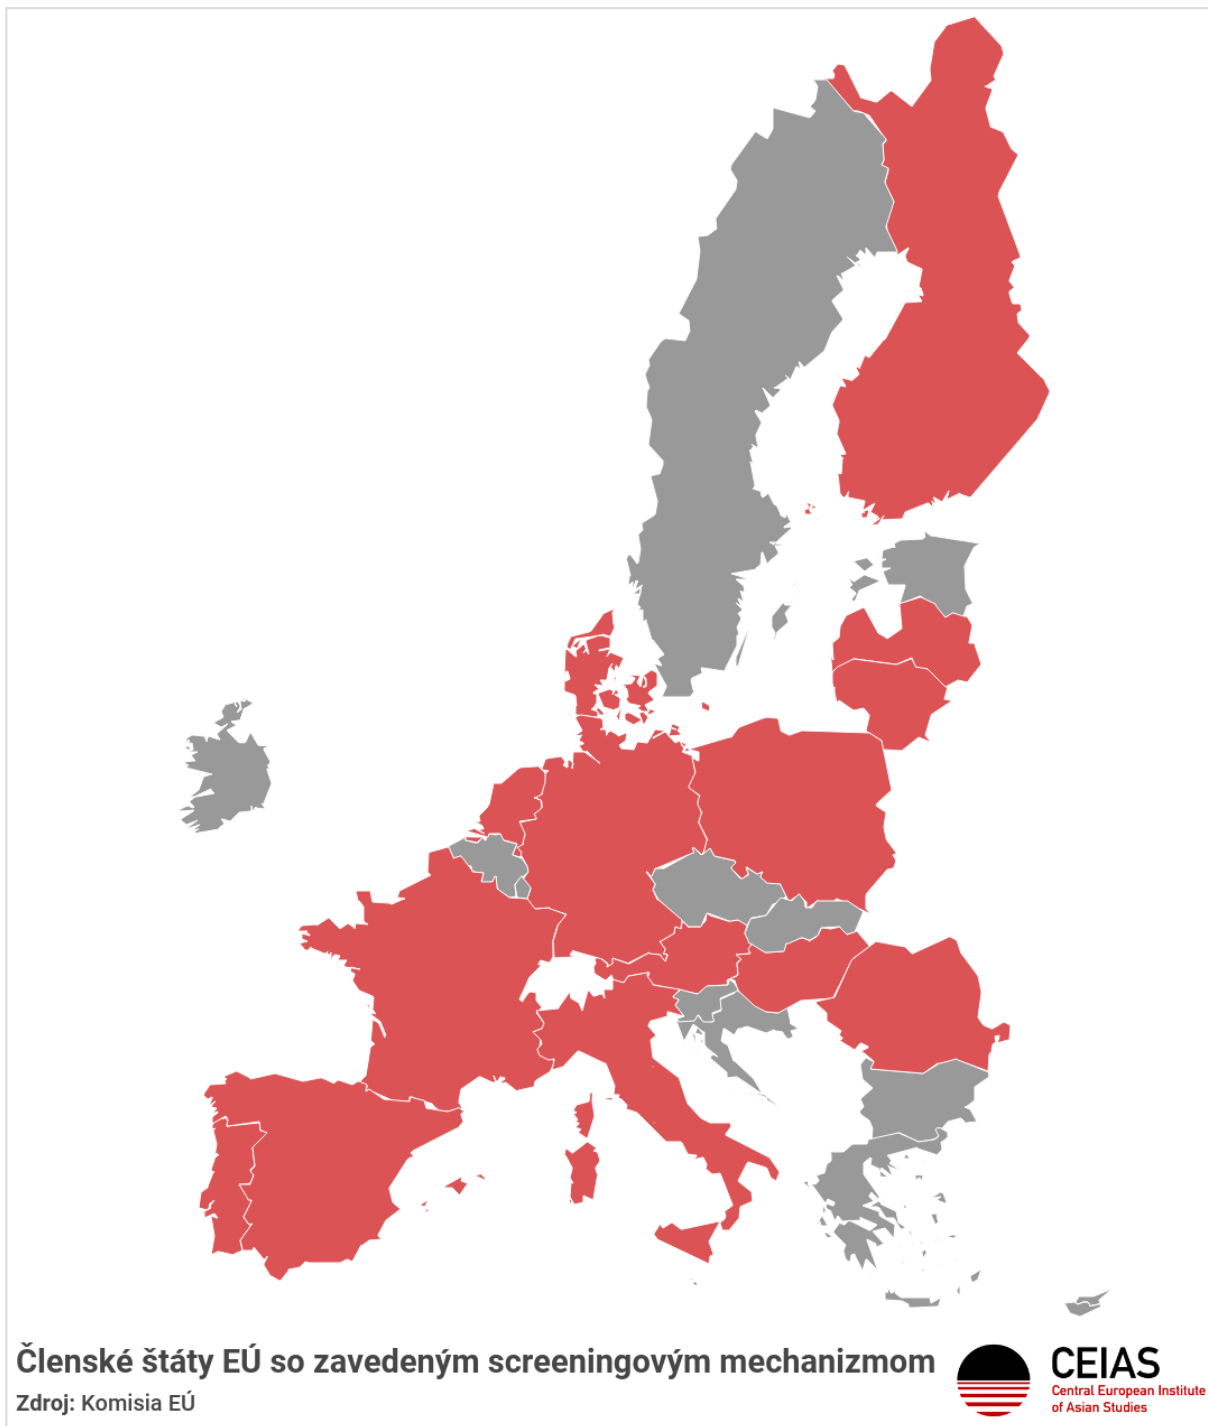 Členské štáty EÚ so zavedeným screeningovým mechanizmom
Zdroj: Komisia EÚ
CEIAS
Central European Institute
of Asian Studies